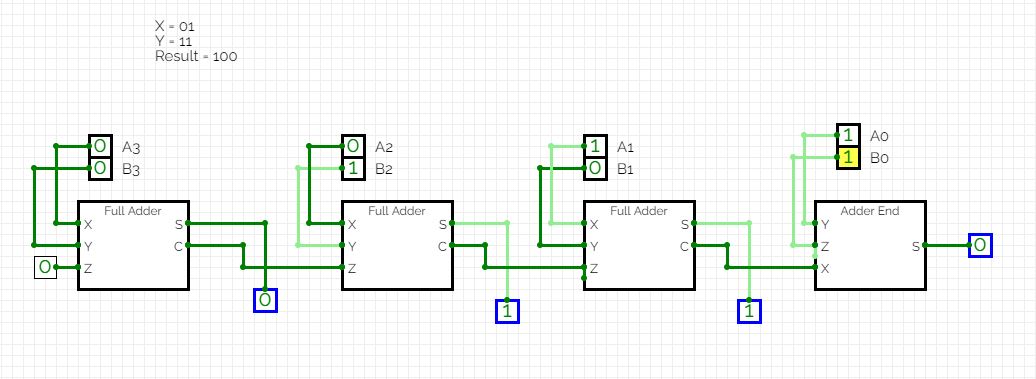 X = 01
Y = 11
Result = 100
1 A0
0 A3 0 A2 1 A1 1 B0
0 B3 1 B2 0 B1
Full Adder Full Adder Full Adder Adder End
X S X S X S Y
Y C Y C Y C Z S 0
0 Z Z Z X
0 1 1